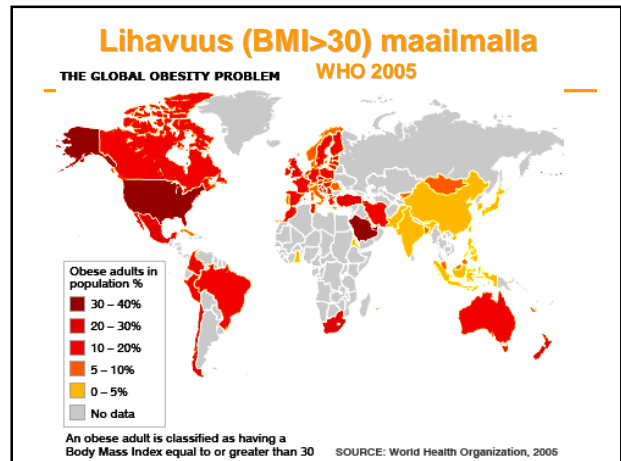 Lihavuus (BMI>30) maailmalla
WHO 2005
THE GLOBAL OBESITY PROBLEM
Obese adults in
population %
30 – 40%
20 – 30%
10 – 20%
5 – 10%
0 – 5%
No data
An obese adult is classified as having a
Body Mass Index equal to or greater than 30
SOURCE: World Health Organization, 2005